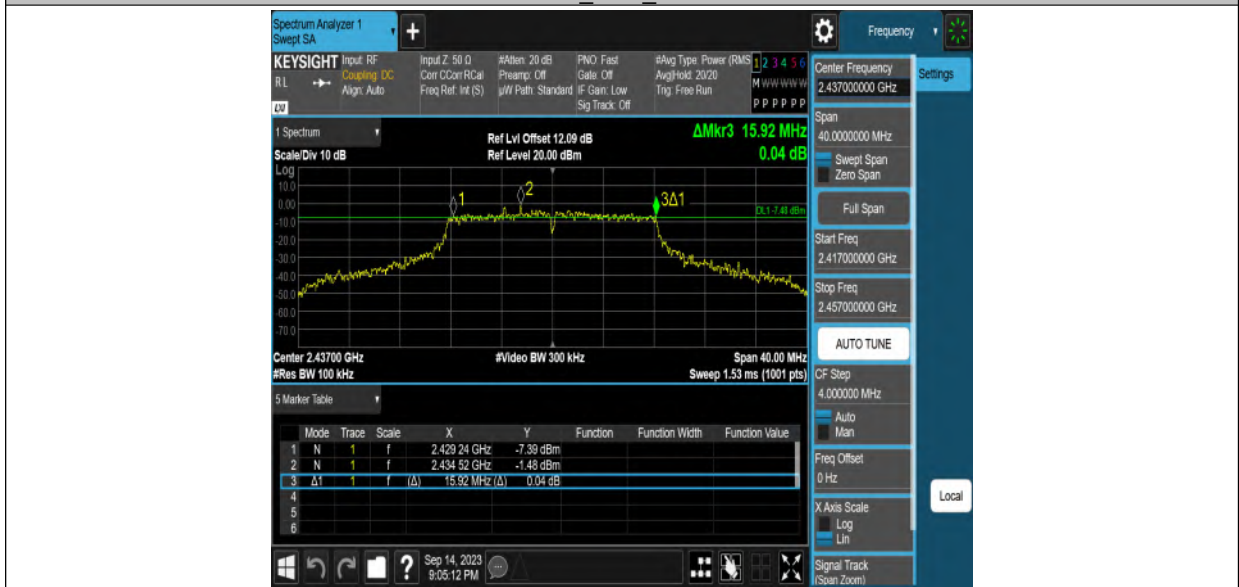 Spectrum Analyzer 1
Swept SA
+
Frequency
KEYSIGHT
RL
Input: RF
Coupling: DC
Align: Auto
Input Z: 50 Ω
Corr CCorr RCal
Freq Ref: Int (S)
#Atten: 20 dB
Preamp: Off
µW Path: Standard
PNO: Fast
Gate: Off
IF Gain: Low
Sig Track: Off
#Avg Type: Power (RMS
Avg|Hold: 20/20
Trig: Free Run
1 2 3 4 5 6
M W W W W W
P P P P P P
1 Spectrum
Scale/Div 10 dB
Ref Lvl Offset 12.09 dB
Ref Level 20.00 dBm
ΔMkr3 15.92 MHz
0.04 dB
Log
10.0
0.00
-10.0
-20.0
-30.0
-40.0
-50.0
-60.0
-70.0
1
2
3Δ1
DL1 -7.48 dBm
Center 2.43700 GHz
#Res BW 100 kHz
#Video BW 300 kHz
Span 40.00 MHz
Sweep 1.53 ms (1001 pts)
5 Marker Table
Mode Trace Scale X Y Function Function Width Function Value
1 N 1 f 2.429 24 GHz -7.39 dBm
2 N 1 f 2.434 52 GHz -1.48 dBm
3 Δ1 1 f (Δ) 15.92 MHz (Δ) 0.04 dB
4
5
6
Sep 14, 2023
9:05:12 PM
Center Frequency
2.437000000 GHz
Settings
Span
40.0000000 MHz
Swept Span
Zero Span
Full Span
Start Freq
2.417000000 GHz
Stop Freq
2.457000000 GHz
AUTO TUNE
CF Step
4.000000 MHz
Auto
Man
Freq Offset
0 Hz
X Axis Scale
Log
Lin
Local
Signal Track
(Span Zoom)